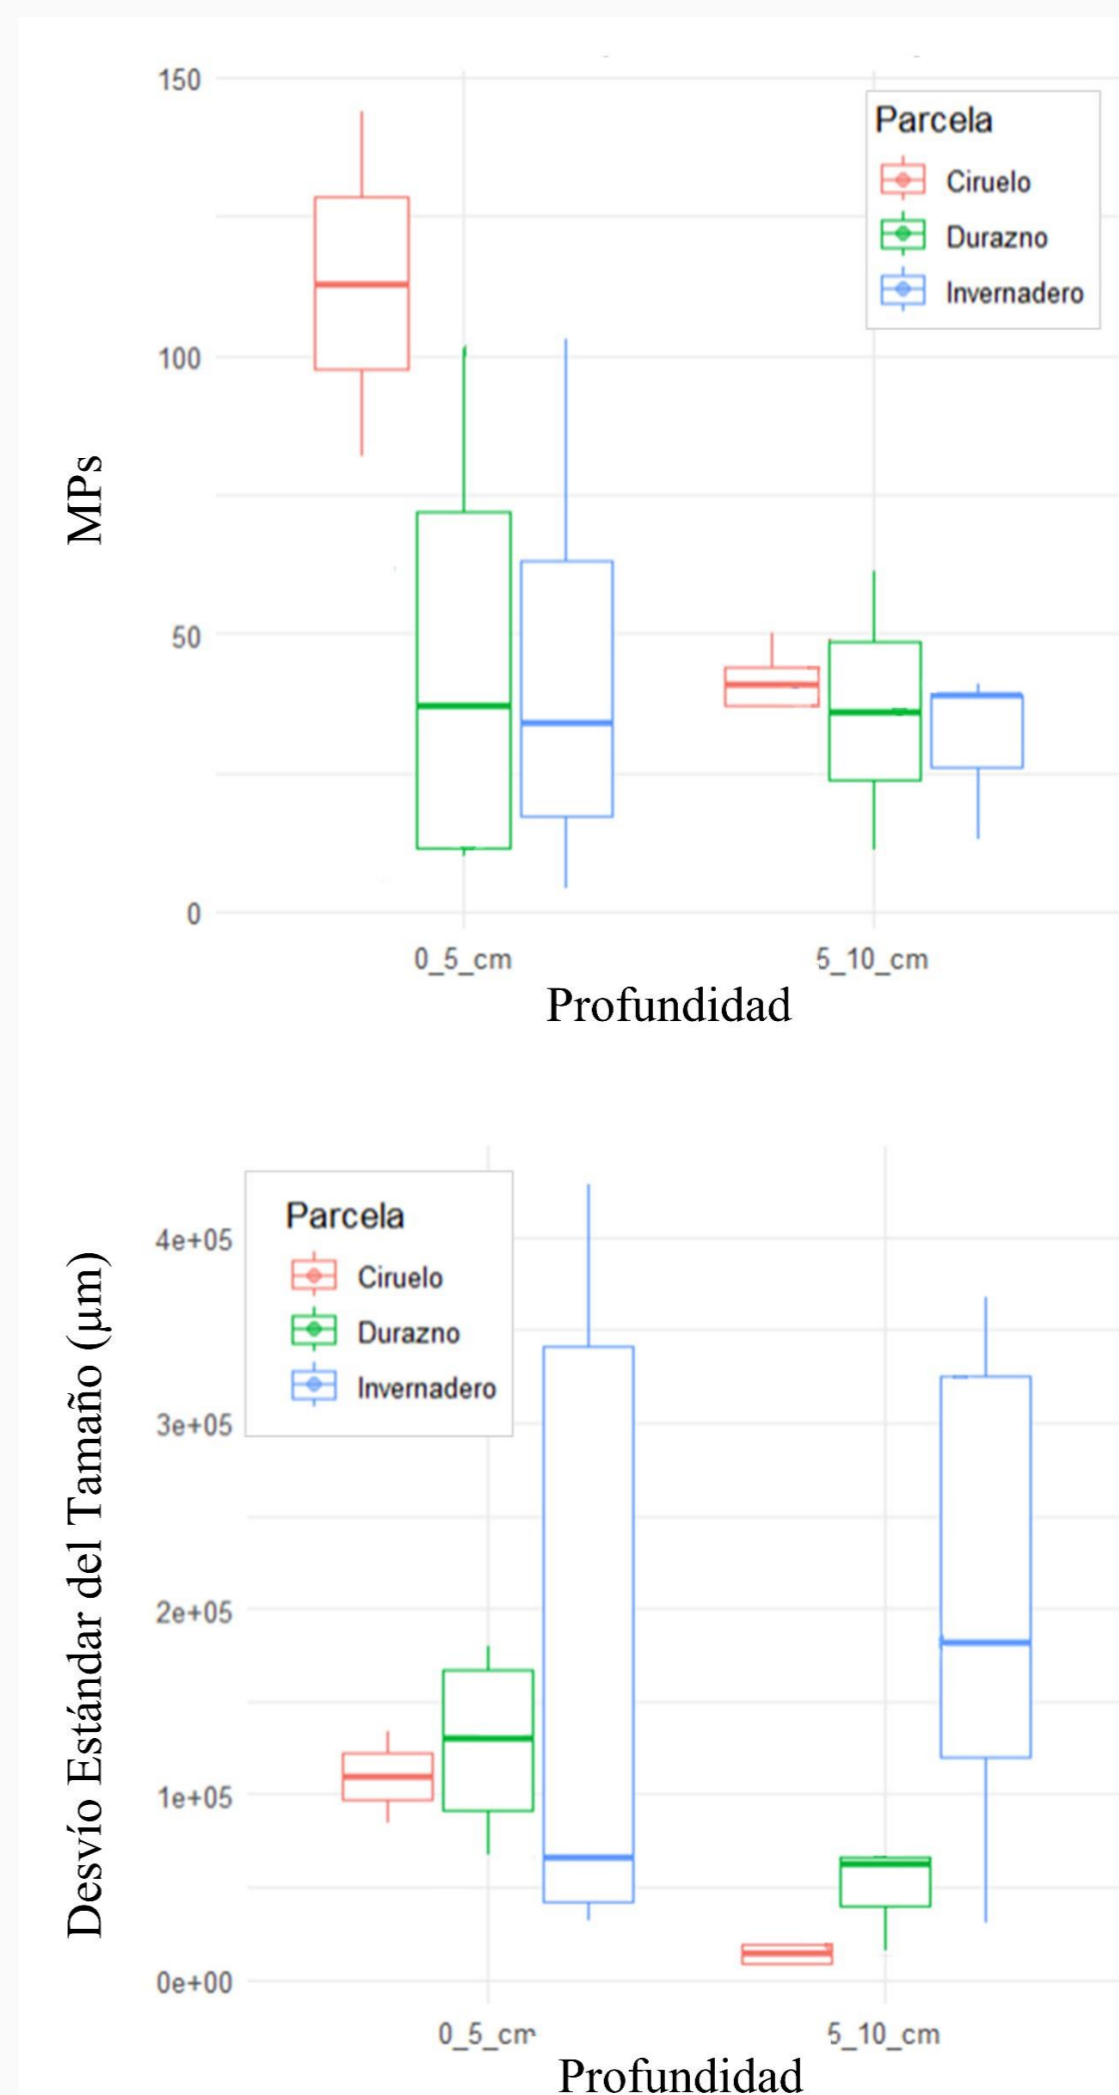 150
Parcela
Ciruelo
Durazno
Invernadero
100
MPs
50
0
0_5_cm
5_10_cm
Profundidad
Parcela
Ciruelo
Durazno
Invernadero
4e+05
3e+05
Desvío Estándar del Tamaño (µm)
2e+05
1e+05
0e+00
0_5_cm
5_10_cm
Profundidad